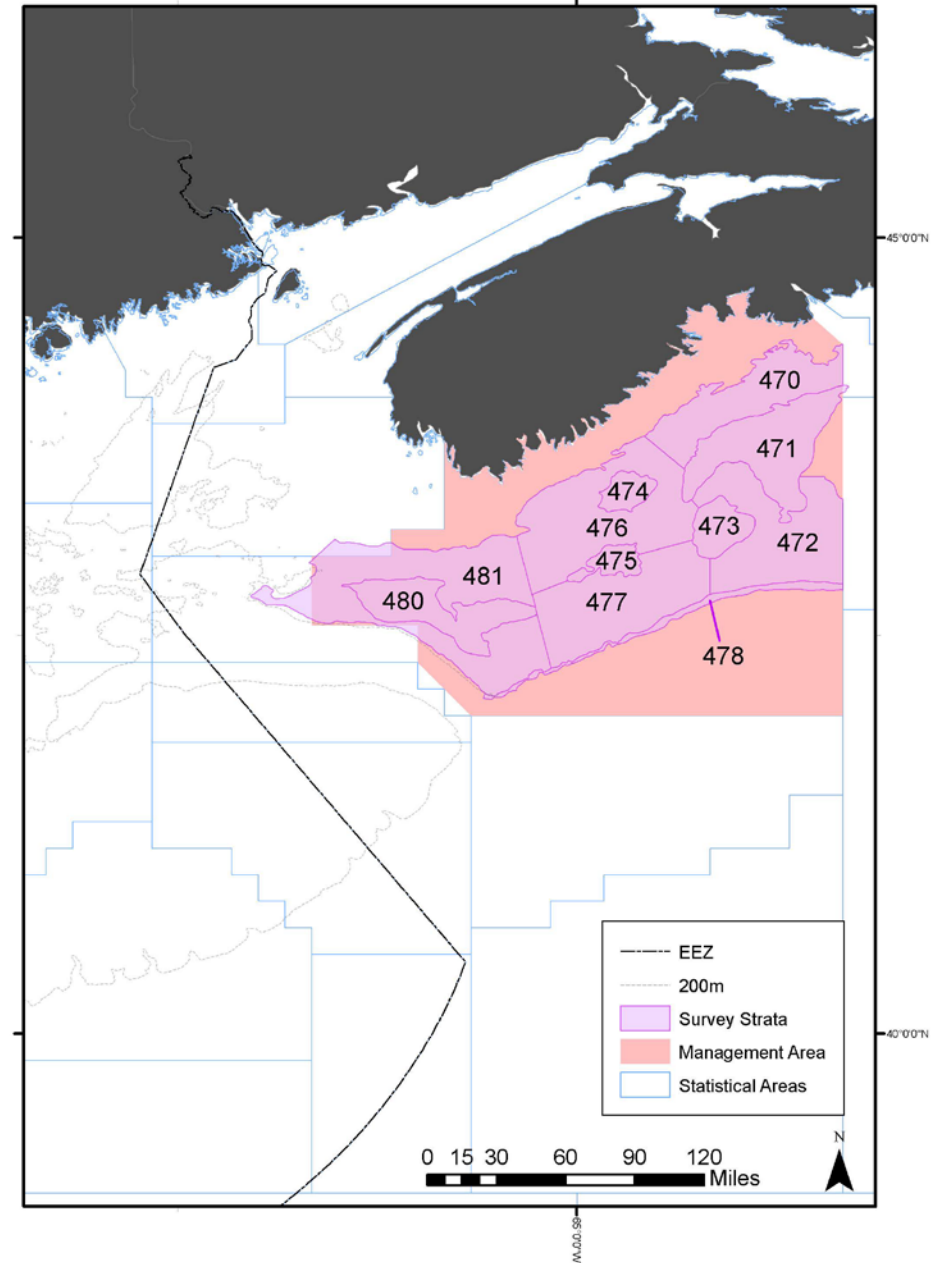 45°0'0"N
470
471
474
473
476
472
475
481
480
477
478
EEZ
200m
Survey Strata
Management Area
Statistical Areas
40°0'0"N
N
0 15 30 60 90 120
Miles
65°0'0"W